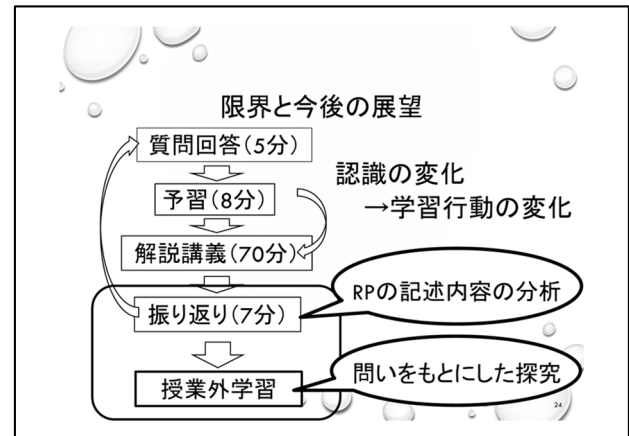 限界と今後の展望
質問回答(5分)
予習(8分)
認識の変化
→学習行動の変化
解説講義(70分)
RPの記述内容の分析
振り返り(7分)
問いをもとにした探究
授業外学習
24